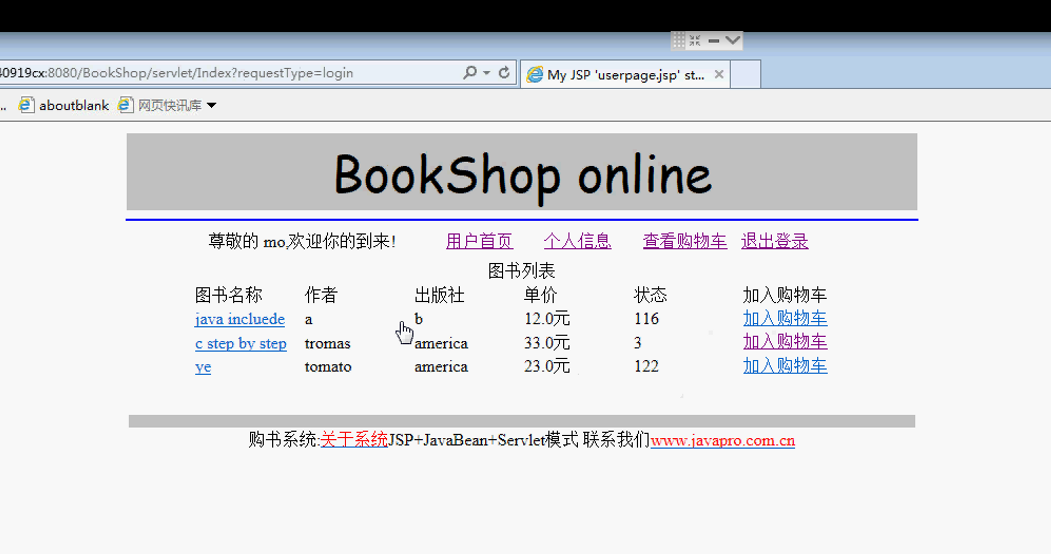 40919cx:8080/BookShop/servlet/Index?requestType=login My JSP 'userpage.jsp' st...
.. aboutblank 网页快讯库
BookShop online
尊敬的 mo,欢迎你的到来! 用户首页 个人信息 查看购物车 退出登录
图书列表
图书名称 作者 出版社 单价 状态 加入购物车
java incluede a b 12.0元 116 加入购物车
c step by step tromas america 33.0元 3 加入购物车
ye tomato america 23.0元 122 加入购物车
购书系统:关于系统JSP+JavaBean+Servlet模式 联系我们www.javapro.com.cn